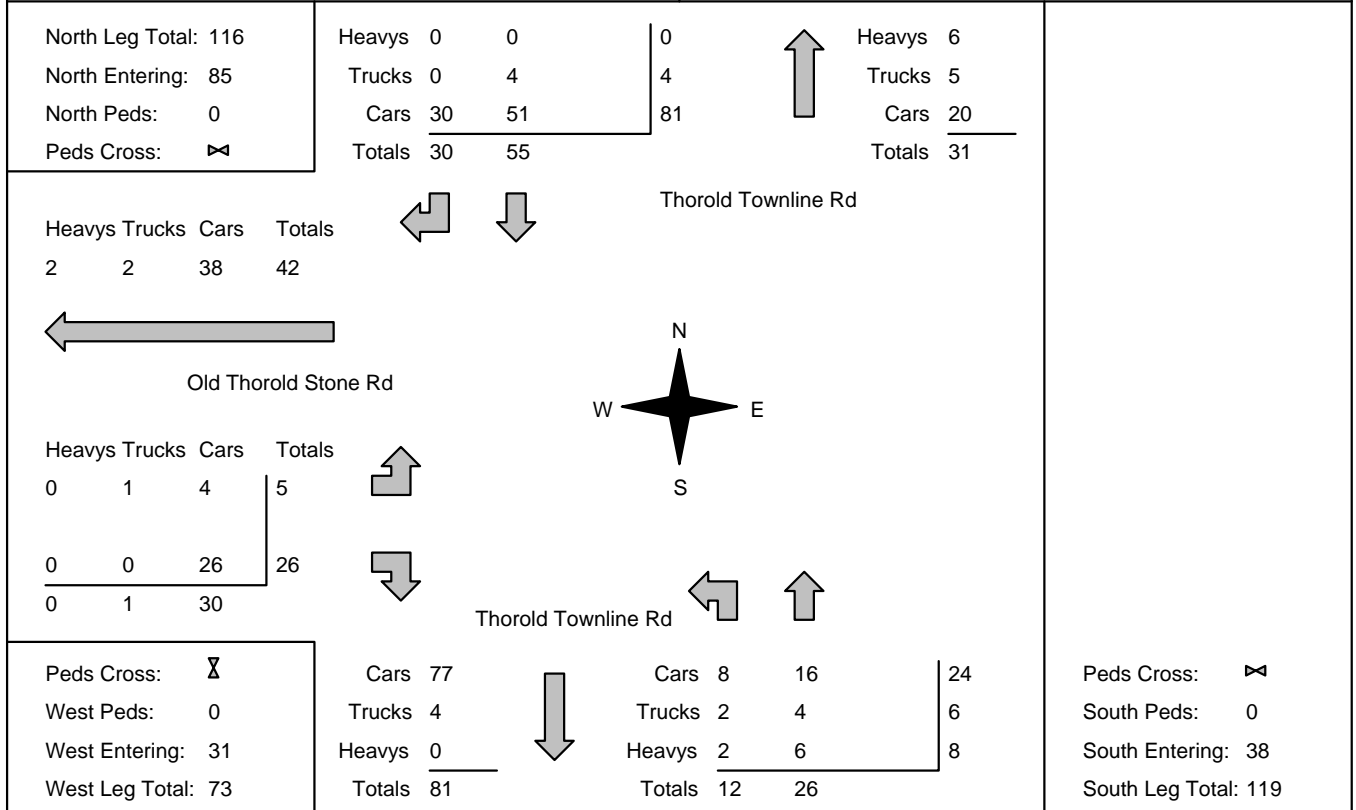 North Leg Total: 116 Heavys 0 0 0 Heavys 6
North Entering: 85 Trucks 0 4 4 Trucks 5
North Peds: 0 Cars 30 51 81 Cars 20
Peds Cross: Totals 30 55 Totals 31
Thorold Townline Rd
Heavys Trucks Cars Totals
2 2 38 42
N
Old Thorold Stone Rd
W E
Heavys Trucks Cars Totals
0 1 4 5
S
0 0 26 26
0 1 30
Thorold Townline Rd
Peds Cross: Cars 77 Cars 8 16 24 Peds Cross:
West Peds: 0 Trucks 4 Trucks 2 4 6 South Peds: 0
West Entering: 31 Heavys 0 Heavys 2 6 8 South Entering: 38
West Leg Total: 73 Totals 81 Totals 12 26 South Leg Total: 119